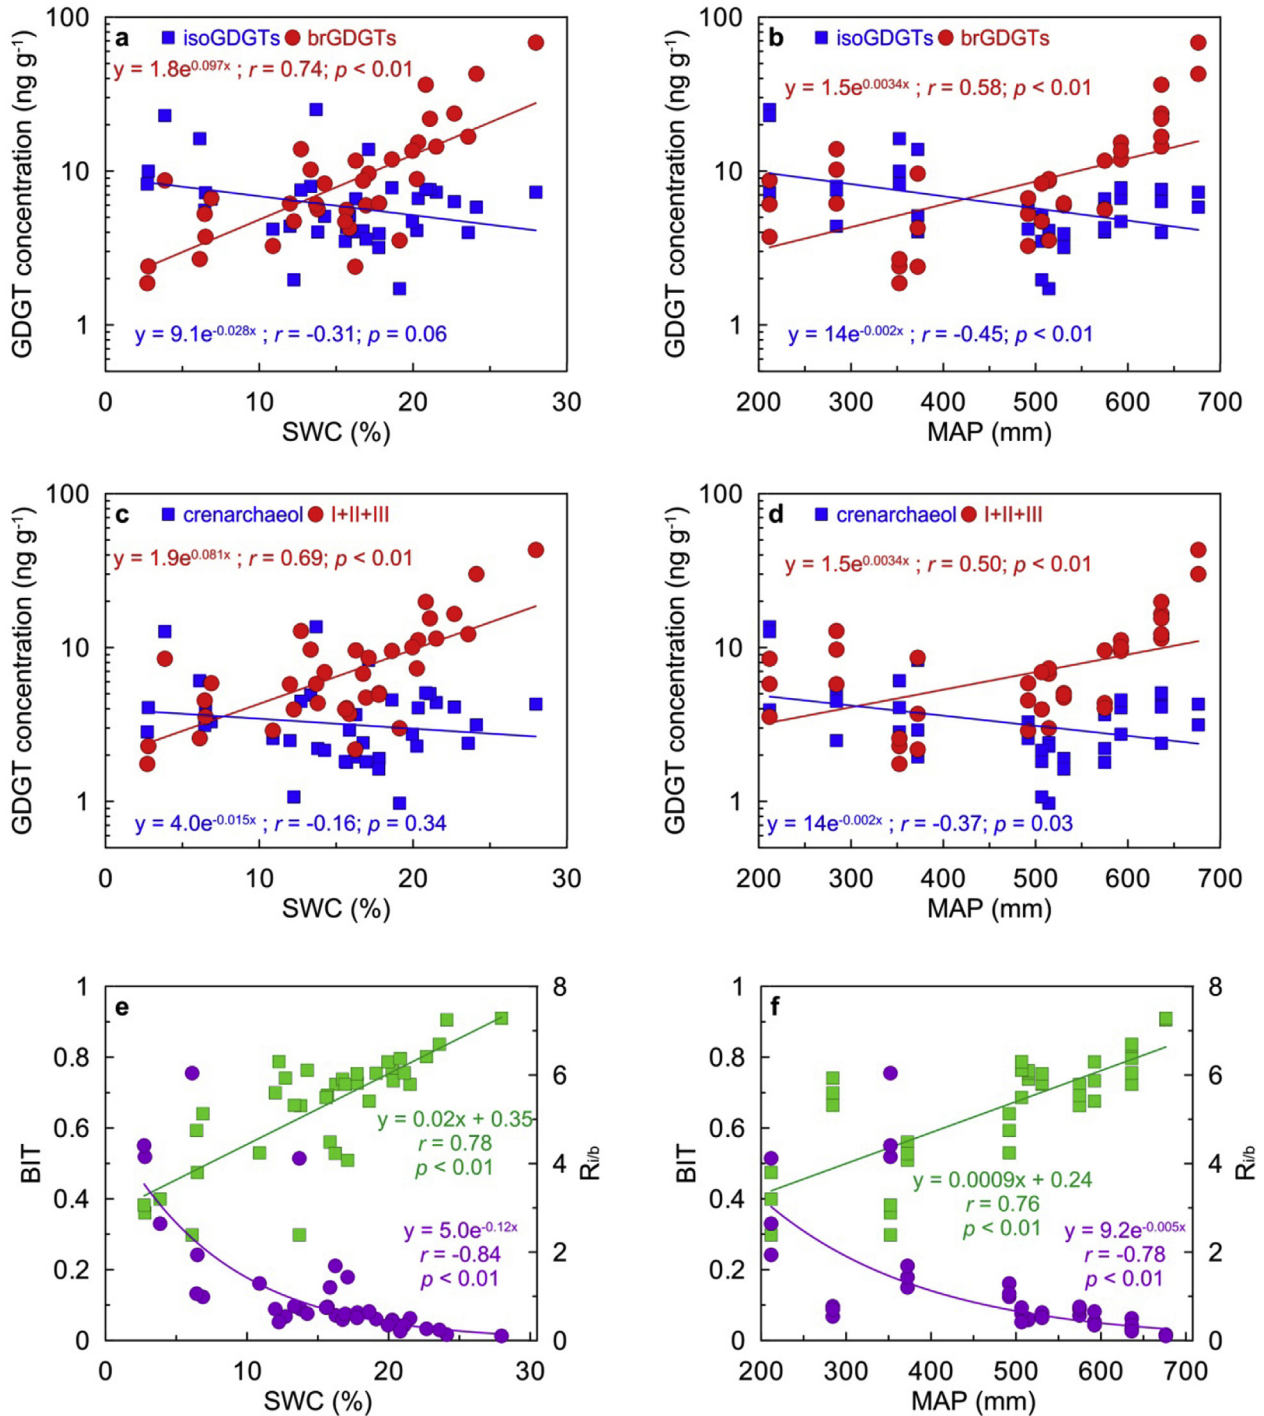 a isoGDGTs brGDGTs
y = 1.8e^0.097x ; r = 0.74; p < 0.01
y = 9.1e^-0.028x ; r = -0.31; p = 0.06
GDGT concentration (ng g-1)
100
10
1
0 10 20 30
SWC (%)
b isoGDGTs brGDGTs
y = 1.5e^0.0034x ; r = 0.58; p < 0.01
y = 14e^-0.002x ; r = -0.45; p < 0.01
GDGT concentration (ng g-1)
100
10
1
200 300 400 500 600 700
MAP (mm)
c crenarchaeol I+II+III
y = 1.9e^0.081x ; r = 0.69; p < 0.01
y = 4.0e^-0.015x ; r = -0.16; p = 0.34
GDGT concentration (ng g-1)
100
10
1
0 10 20 30
SWC (%)
d crenarchaeol I+II+III
y = 1.5e^0.0034x ; r = 0.50; p < 0.01
y = 14e^-0.002x ; r = -0.37; p = 0.03
GDGT concentration (ng g-1)
100
10
1
200 300 400 500 600 700
MAP (mm)
e
y = 0.02x + 0.35
r = 0.78
p < 0.01
y = 5.0e^-0.12x
r = -0.84
p < 0.01
BIT
1
0.8
0.6
0.4
0.2
0
8
6
4
2
0
Ri/b
0 10 20 30
SWC (%)
f
y = 0.0009x + 0.24
r = 0.76
p < 0.01
y = 9.2e^-0.005x
r = -0.78
p < 0.01
BIT
1
0.8
0.6
0.4
0.2
0
8
6
4
2
0
Ri/b
200 300 400 500 600 700
MAP (mm)